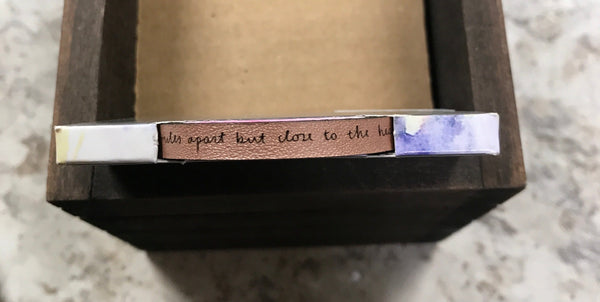 apart but close to the